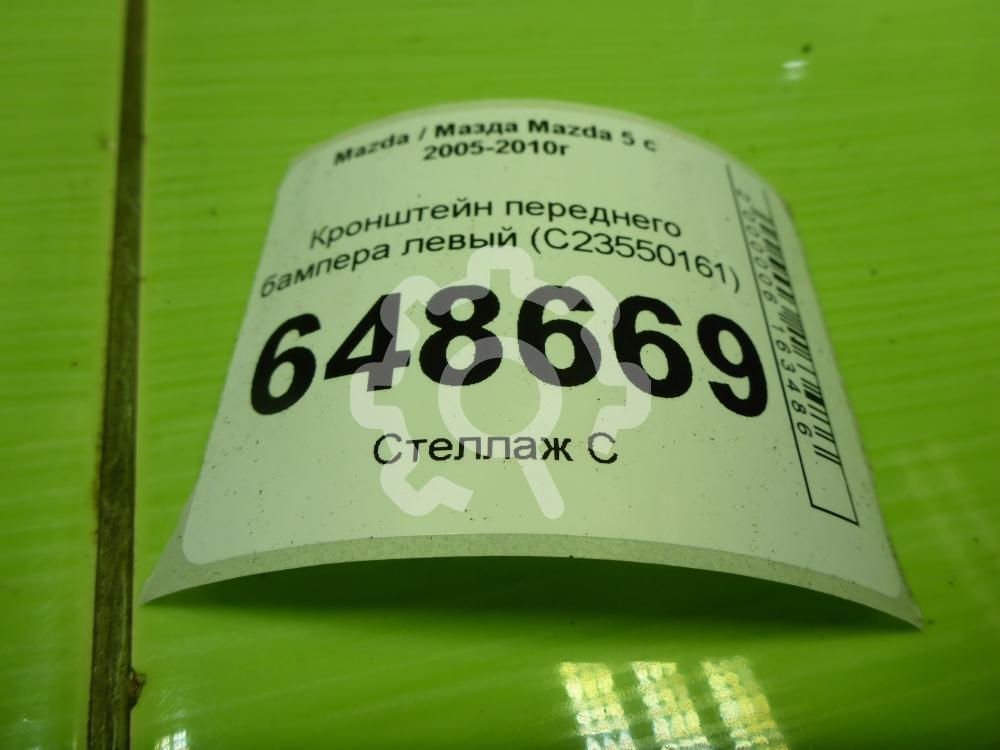 Mazda / Мазда Mazda 5 с
2005-2010г
Кронштейн переднего
бампера левый (C23550161)
648669
Стеллаж С